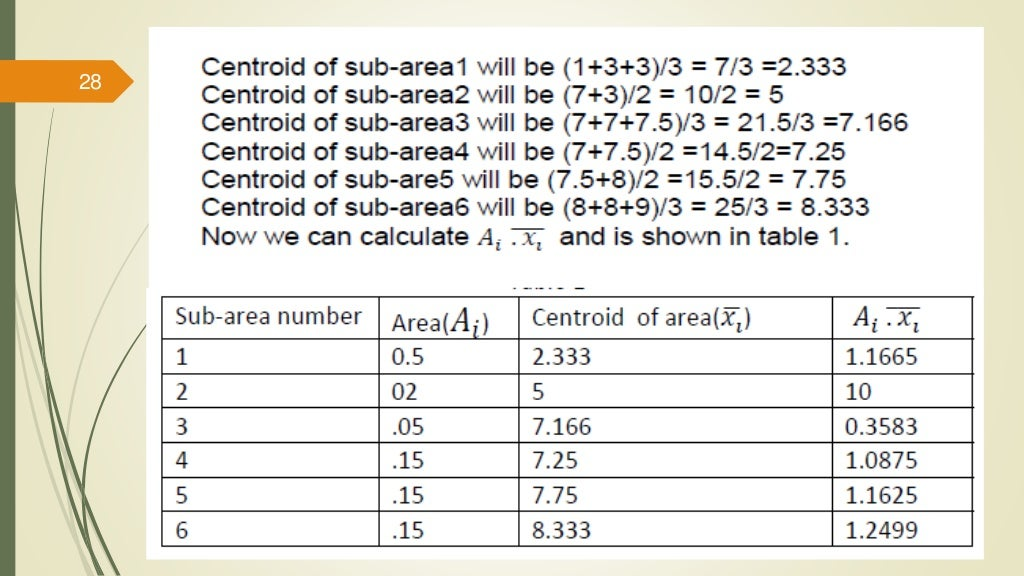 28
Centroid of sub-area1 will be (1+3+3)/3 = 7/3 =2.333
Centroid of sub-area2 will be (7+3)/2 = 10/2 = 5
Centroid of sub-area3 will be (7+7+7.5)/3 = 21.5/3 =7.166
Centroid of sub-area4 will be (7+7.5)/2 =14.5/2=7.25
Centroid of sub-are5 will be (7.5+8)/2 =15.5/2 = 7.75
Centroid of sub-area6 will be (8+8+9)/3 = 25/3 = 8.333
Now we can calculate Aᵢ .x̅ᵢ and is shown in table 1.
Sub-area number Area(Aᵢ) Centroid of area(x̅ᵢ) Aᵢ .x̅ᵢ
1 0.5 2.333 1.1665
2 02 5 10
3 .05 7.166 0.3583
4 .15 7.25 1.0875
5 .15 7.75 1.1625
6 .15 8.333 1.2499